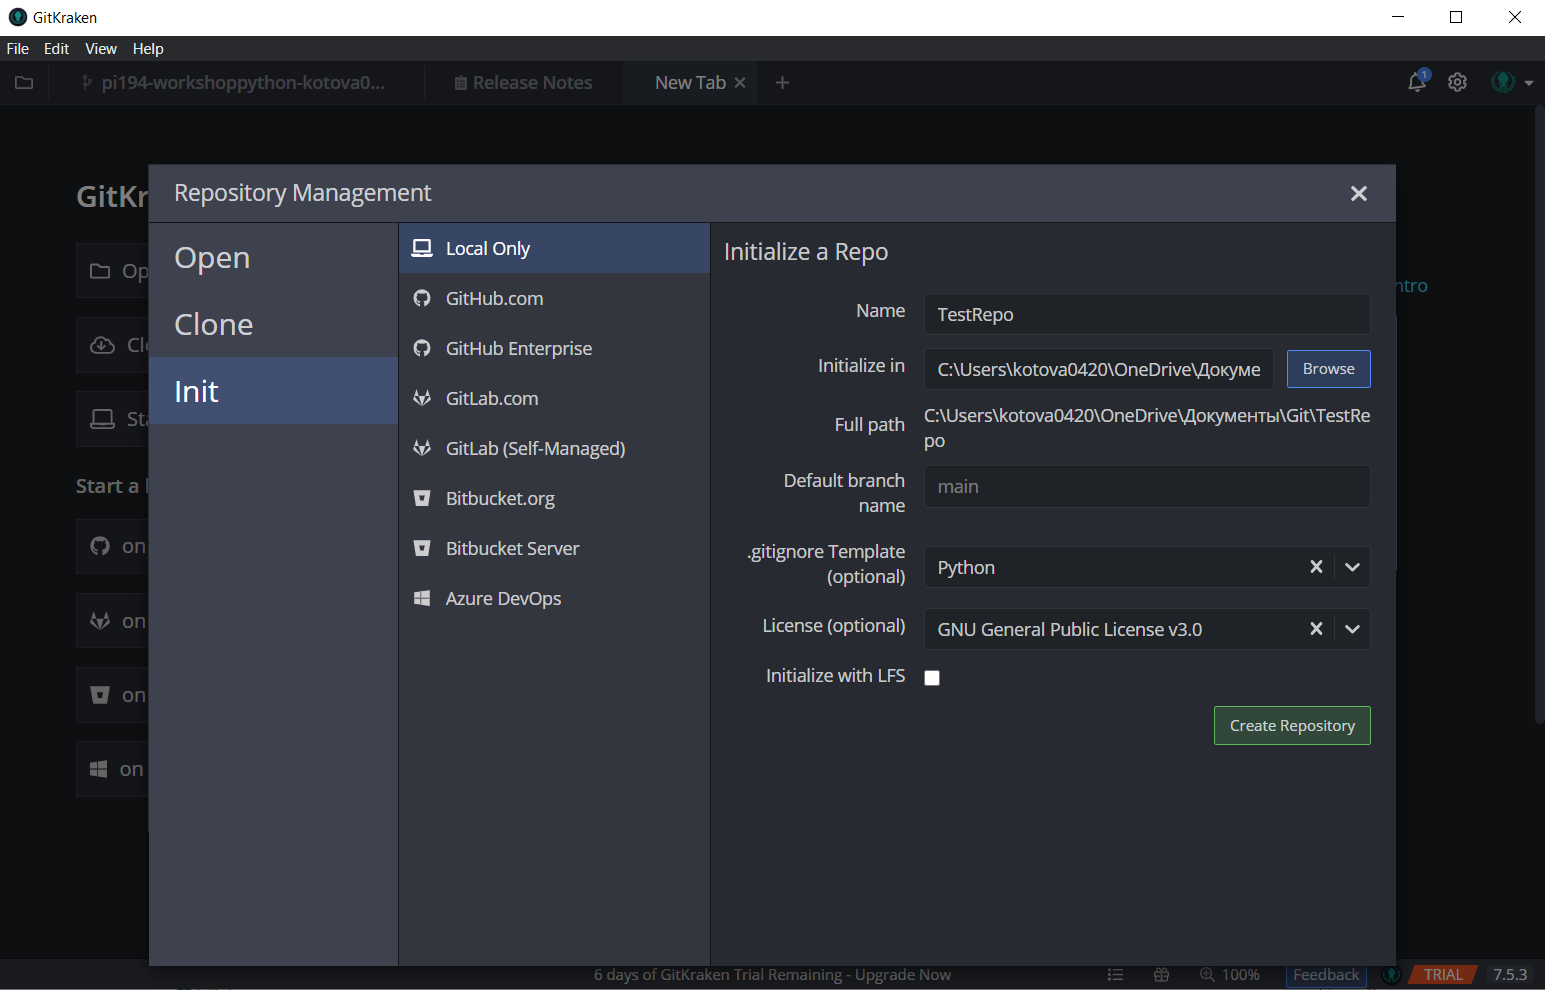 GitKraken
File Edit View Help
pi194-workshoppython-kotova0...
Release Notes
New Tab
1
GitKr
Op
Clo
Sta
Start a
on
on
on
on
ntro
Repository Management
Open
Clone
Init
Local Only
GitHub.com
GitHub Enterprise
GitLab.com
GitLab (Self-Managed)
Bitbucket.org
Bitbucket Server
Azure DevOps
Initialize a Repo
Name
TestRepo
Initialize in
C:\Users\kotova0420\OneDrive\Докуме
Browse
Full path
C:\Users\kotova0420\OneDrive\Документы\Git\TestRe
po
Default branch
name
main
.gitignore Template
(optional)
Python
License (optional)
GNU General Public License v3.0
Initialize with LFS
Create Repository
6 days of GitKraken Trial Remaining - Upgrade Now
100%
Feedback
TRIAL
7.5.3